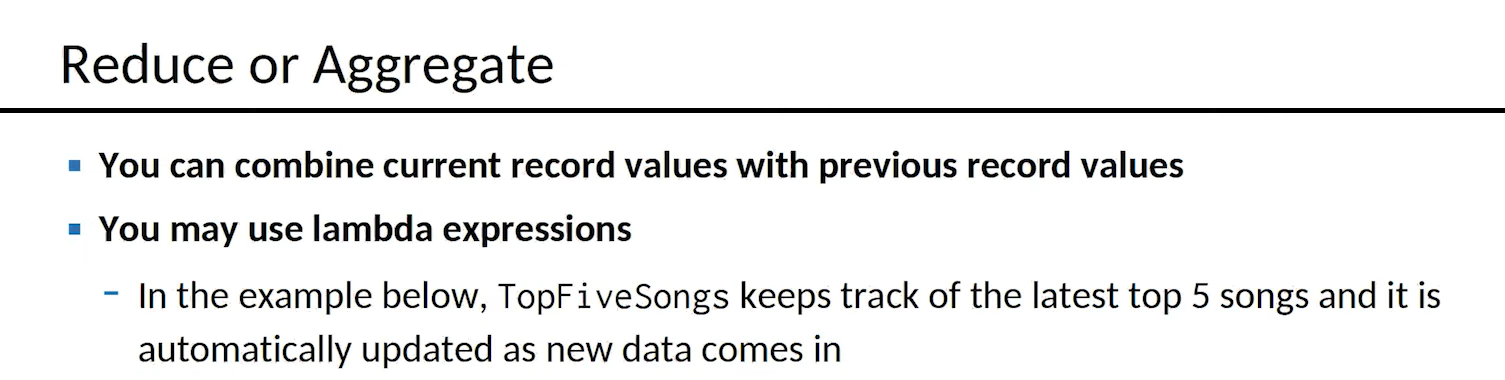 Reduce or Aggregate
You can combine current record values with previous record values
You may use lambda expressions
– In the example below, TopFiveSongs keeps track of the latest top 5 songs and it is
automatically updated as new data comes in